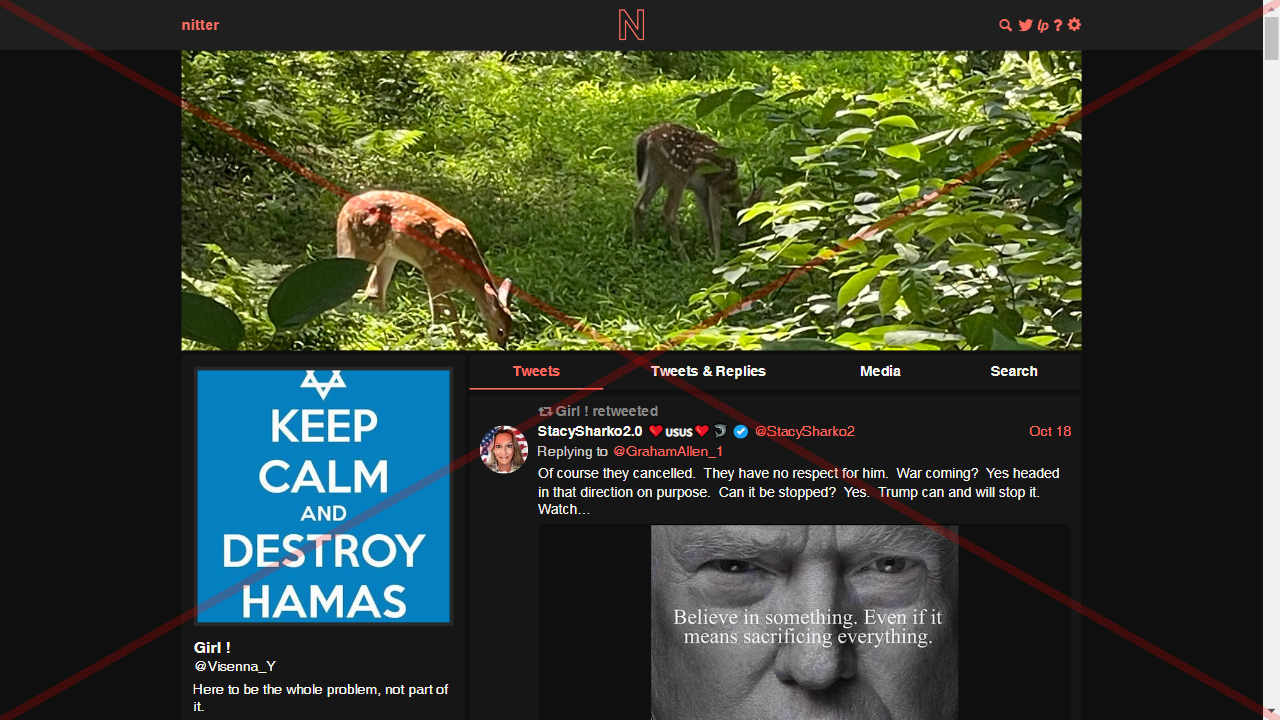 nitter
N
lp ?
KEEP
CALM
AND
DESTROY
HAMAS
Girl !
@Visenna_Y
Here to be the whole problem, not part of
it.
Tweets Tweets & Replies Media Search
Girl ! retweeted
StacySharko2.0 ❤️ USUS ❤️ @StacySharko2 Oct 18
Replying to @GrahamAllen_1
Of course they cancelled. They have no respect for him. War coming? Yes headed
in that direction on purpose. Can it be stopped? Yes. Trump can and will stop it.
Watch…
Believe in something. Even if it
means sacrificing everything.